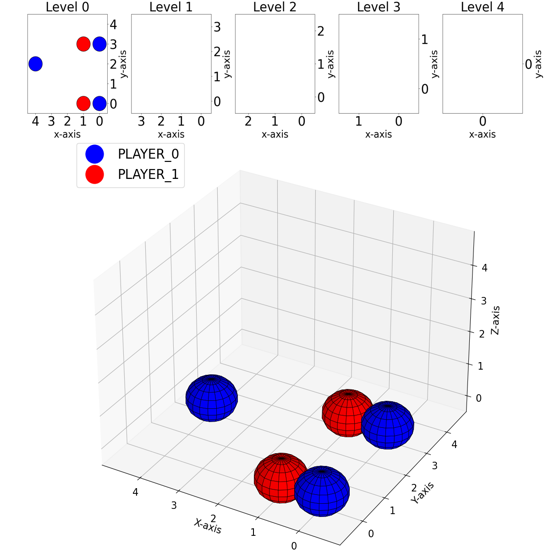 Level 0 Level 1 Level 2 Level 3 Level 4
4 3 2 1 0 y-axis 3 2 1 0 y-axis 2 1 0 y-axis 1 0 y-axis 0 y-axis
4 3 2 1 0 3 2 1 0 2 1 0 1 0 0
x-axis x-axis x-axis x-axis x-axis
PLAYER_0
PLAYER_1
4 3 2 1 0 Z-axis
4 3 2 1 0 Y-axis
4 3 2 1 0 X-axis